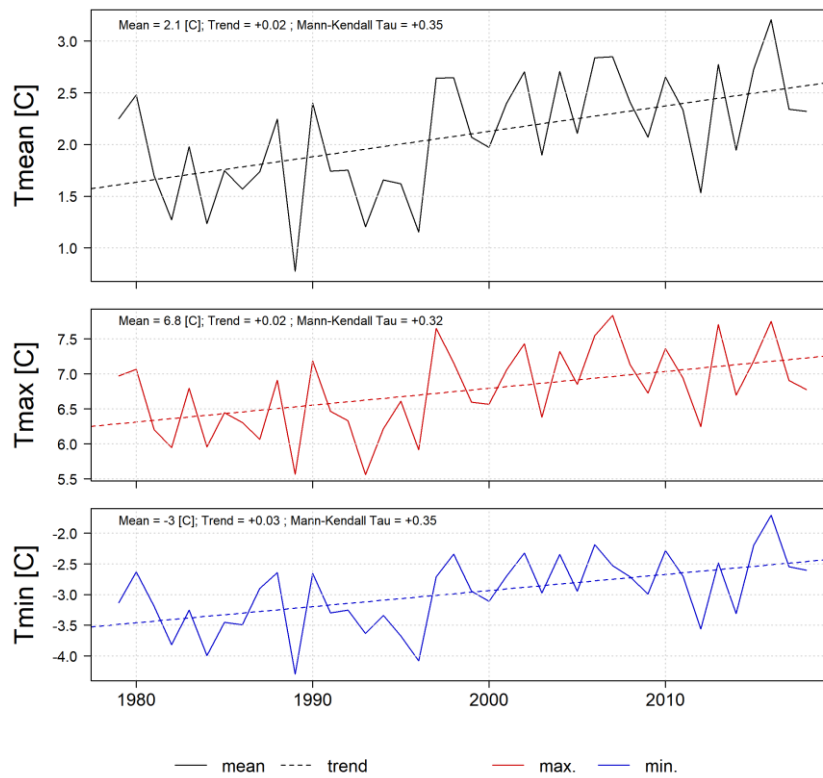 Mean = 2.1 [C]; Trend = +0.02 ; Mann-Kendall Tau = +0.35
Tmean [C]
3.0
2.5
2.0
1.5
1.0
Mean = 6.8 [C]; Trend = +0.02 ; Mann-Kendall Tau = +0.32
Tmax [C]
7.5
7.0
6.5
6.0
5.5
Mean = -3 [C]; Trend = +0.03 ; Mann-Kendall Tau = +0.35
Tmin [C]
-2.0
-2.5
-3.0
-3.5
-4.0
1980 1990 2000 2010
mean trend max. min.